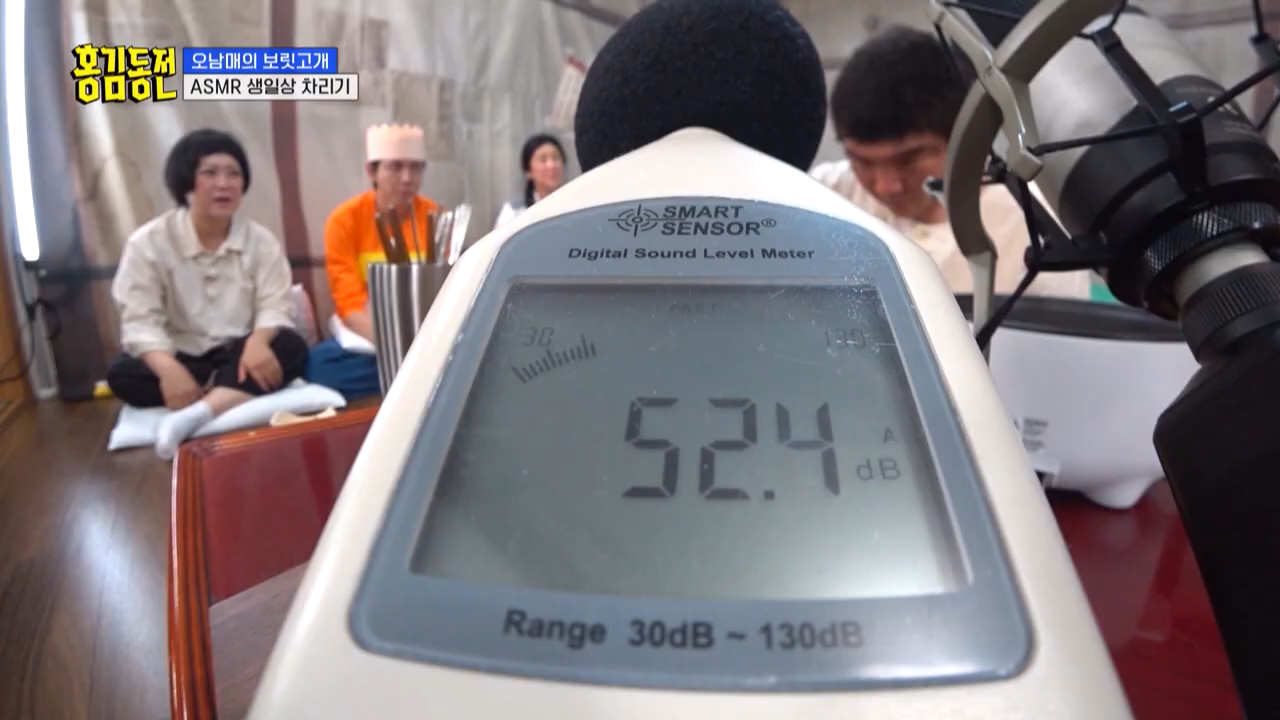 홍김동전
오남매의 보릿고개
ASMR 생일상 차리기
SMART
SENSOR®
Digital Sound Level Meter
FAST
30 130
52.4
A
dB
Range 30dB ~ 130dB